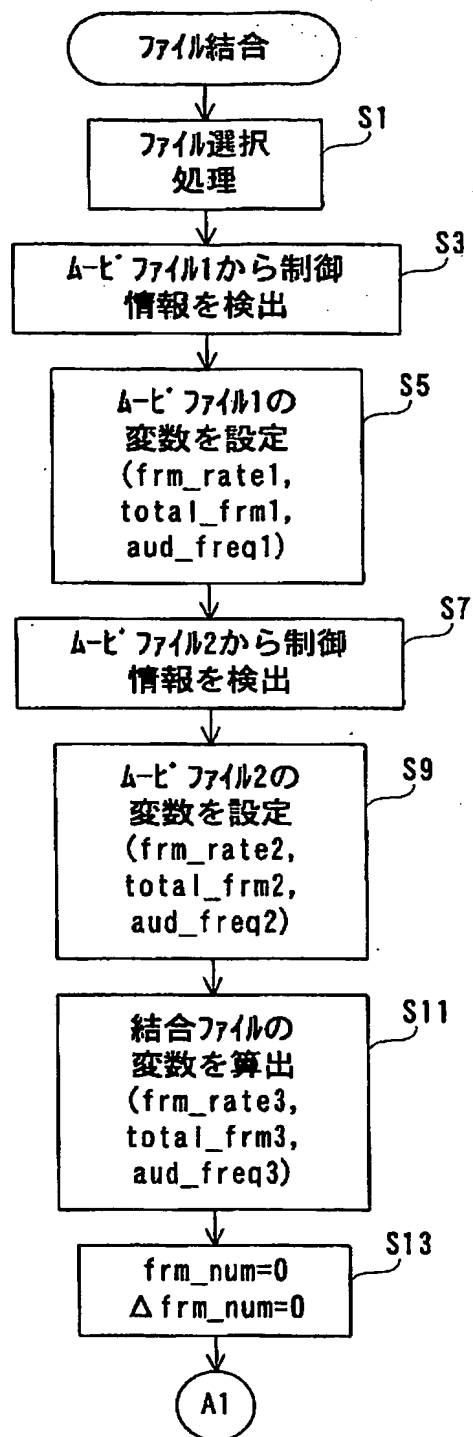 ファイル結合
S1
ファイル選択
処理
S3
ムービファイル1から制御
情報を検出
S5
ムービファイル1の
変数を設定
(frm_rate1,
total_frm1,
aud_freq1)
S7
ムービファイル2から制御
情報を検出
S9
ムービファイル2の
変数を設定
(frm_rate2,
total_frm2,
aud_freq2)
S11
結合ファイルの
変数を算出
(frm_rate3,
total_frm3,
aud_freq3)
S13
frm_num=0
Δfrm_num=0
A1